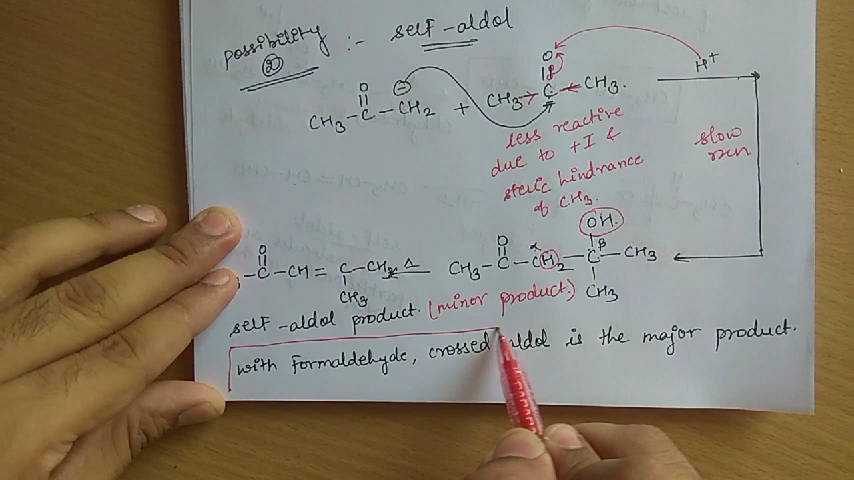 possibility :- self-aldol
②
O
O
H+
CH3-C-CH2 + CH3→C←CH3.
less reactive
due to +I &
steric hindrance
of CH3.
slow
rxn
OH
O
O α β
-C-CH=C-CH3 ←Δ CH3-C-CH2-C-CH3
CH3
CH3
self-aldol product. (minor product.)
with formaldehyde, crossed aldol is the major product.